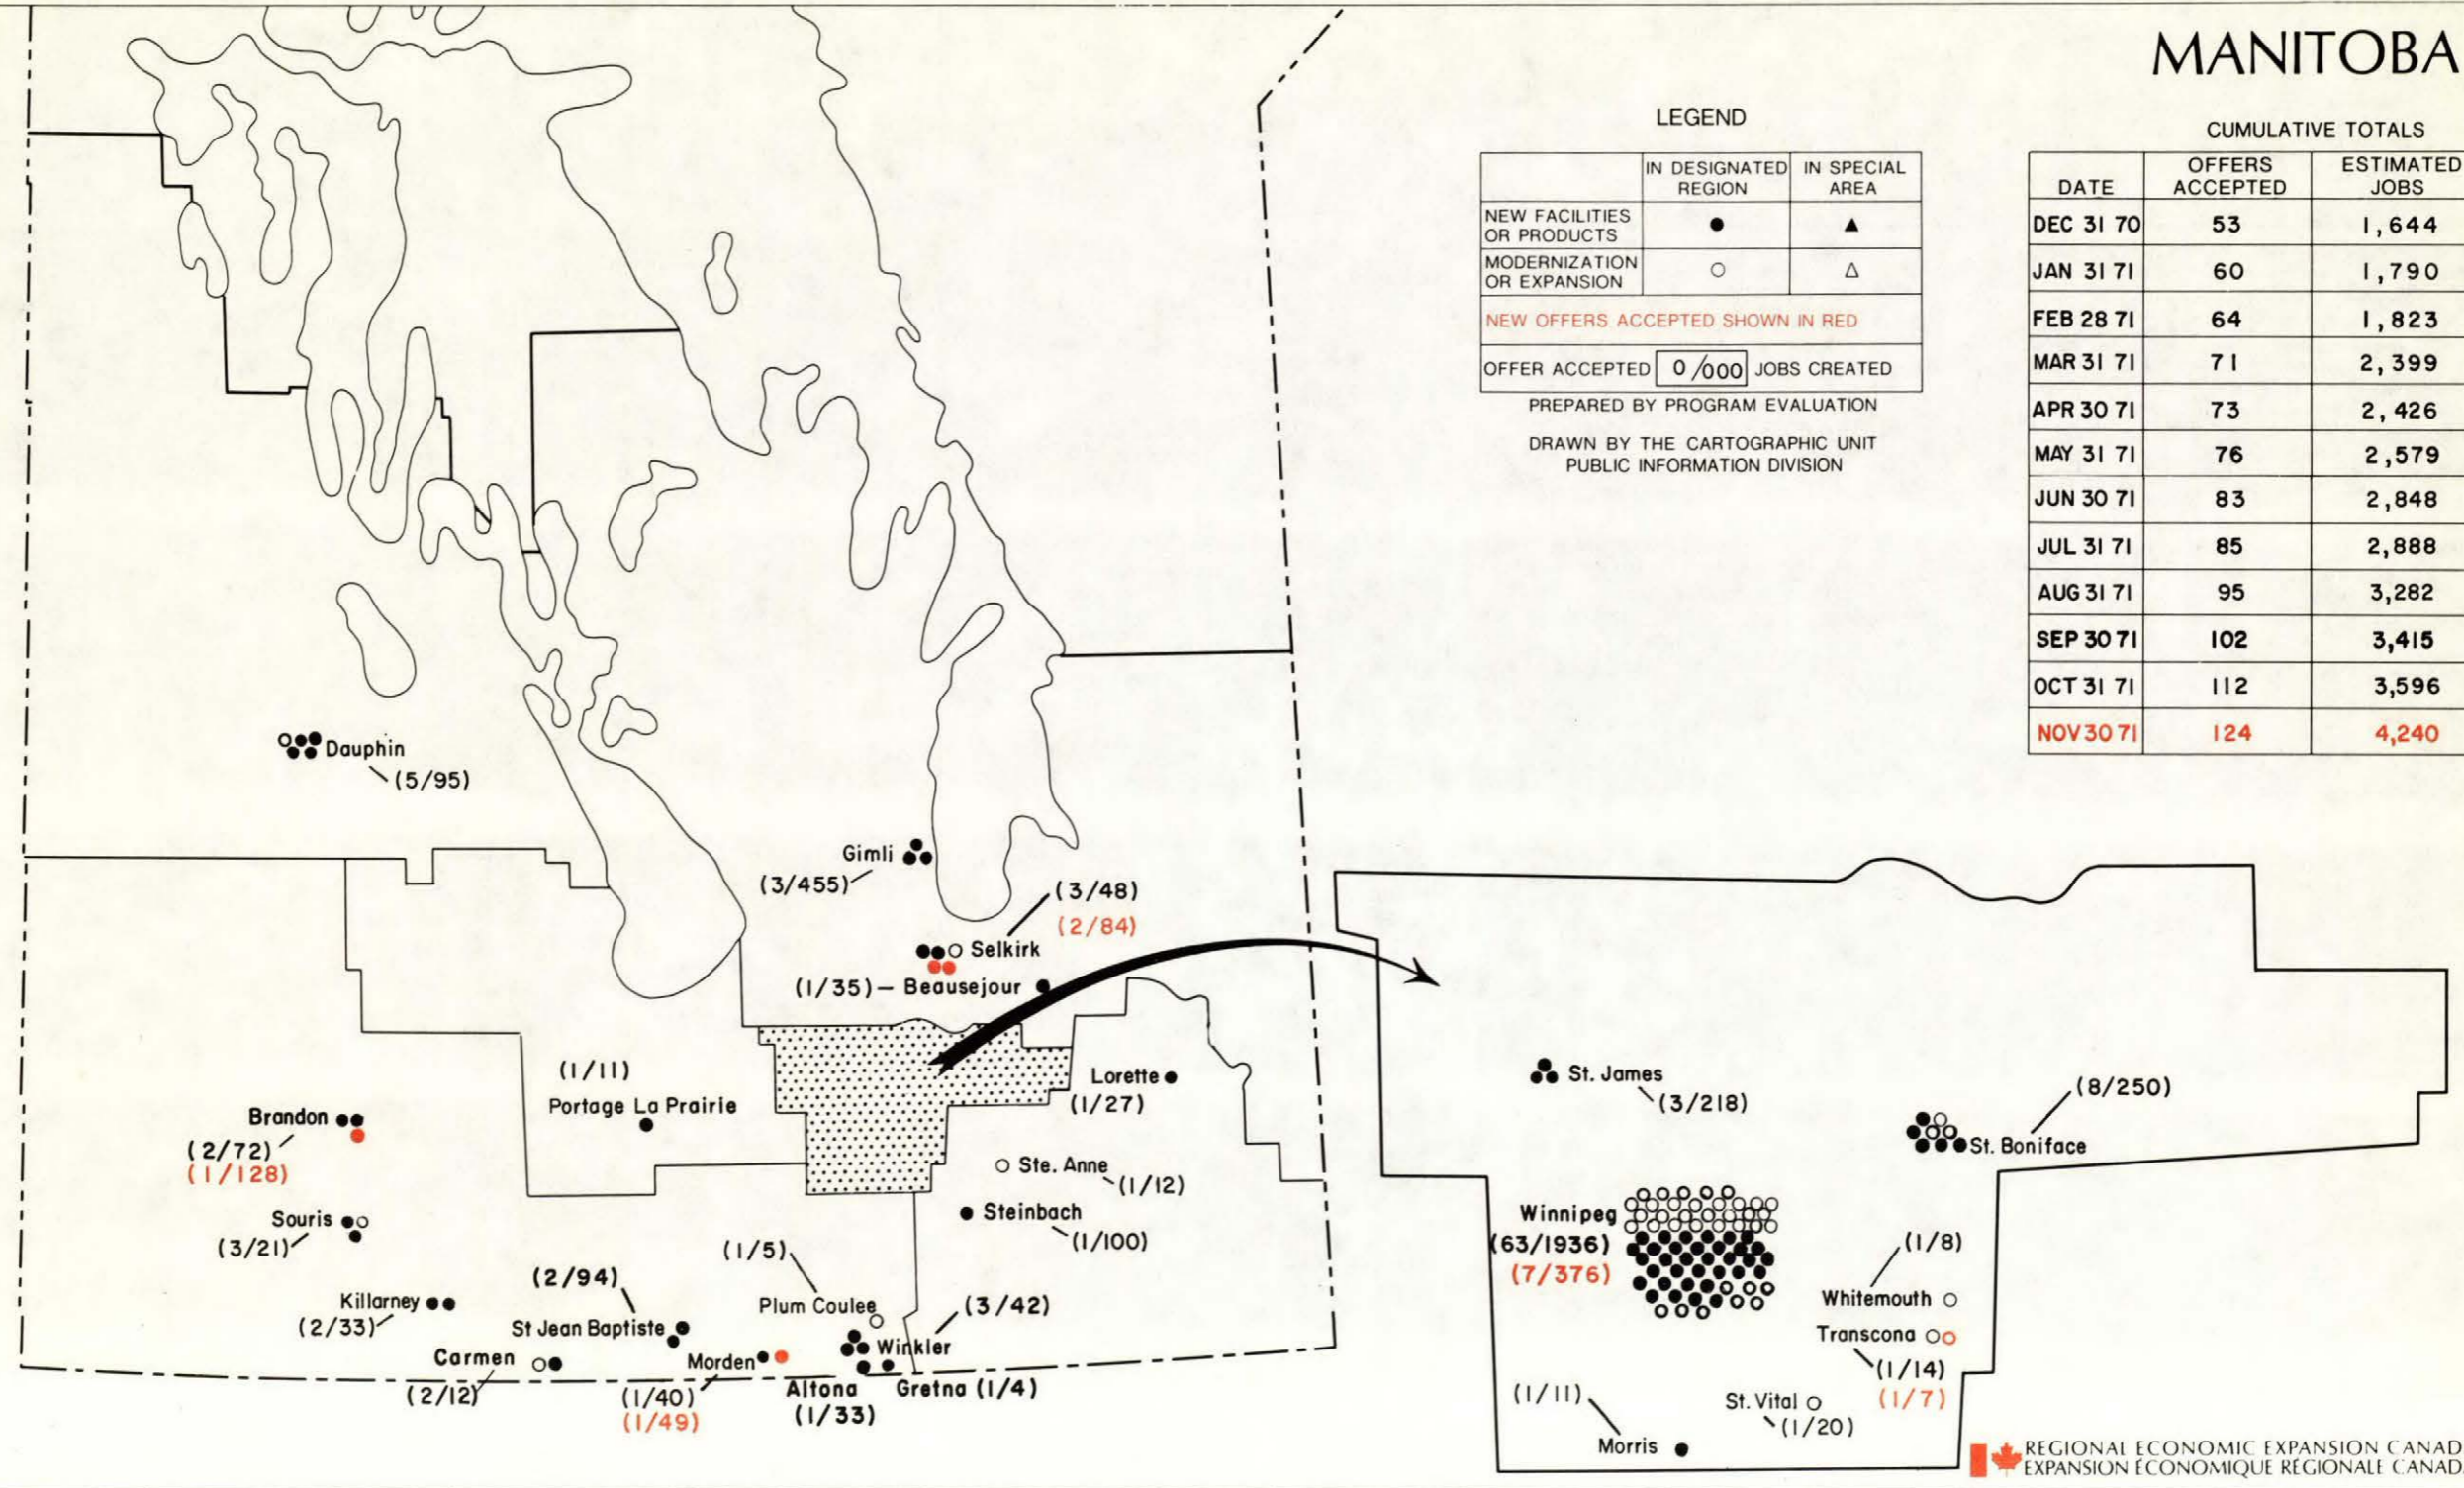 MANITOBA
LEGEND
IN DESIGNATED REGION
IN SPECIAL AREA
NEW FACILITIES OR PRODUCTS
MODERNIZATION OR EXPANSION
NEW OFFERS ACCEPTED SHOWN IN RED
OFFER ACCEPTED 0/000 JOBS CREATED
PREPARED BY PROGRAM EVALUATION
DRAWN BY THE CARTOGRAPHIC UNIT
PUBLIC INFORMATION DIVISION
CUMULATIVE TOTALS
DATE OFFERS ACCEPTED ESTIMATED JOBS
DEC 31 70 53 1,644
JAN 31 71 60 1,790
FEB 28 71 64 1,823
MAR 31 71 71 2,399
APR 30 71 73 2,426
MAY 31 71 76 2,579
JUN 30 71 83 2,848
JUL 31 71 85 2,888
AUG 31 71 95 3,282
SEP 30 71 102 3,415
OCT 31 71 112 3,596
NOV 30 71 124 4,240
Dauphin
(5/95)
Gimli
(3/455)
(3/48)
(2/84)
Selkirk
(1/35) – Beausejour
(1/11)
Portage La Prairie
Lorette
(1/27)
Brandon
(2/72)
(1/128)
Ste. Anne
(1/12)
Souris
(3/21)
Steinbach
(1/100)
(1/5)
Plum Coulee
(2/94)
St Jean Baptiste
Killarney
(2/33)
(3/42)
Winkler
Carmen
(2/12)
Morden
(1/40)
(1/49)
Altona
(1/33)
Gretna (1/4)
St. James
(3/218)
(8/250)
St. Boniface
Winnipeg
(63/1936)
(7/376)
(1/8)
Whitemouth
Transcona
(1/14)
(1/7)
St. Vital
(1/20)
(1/11)
Morris
REGIONAL ECONOMIC EXPANSION CANAD
EXPANSION ÉCONOMIQUE RÉGIONALE CANAD